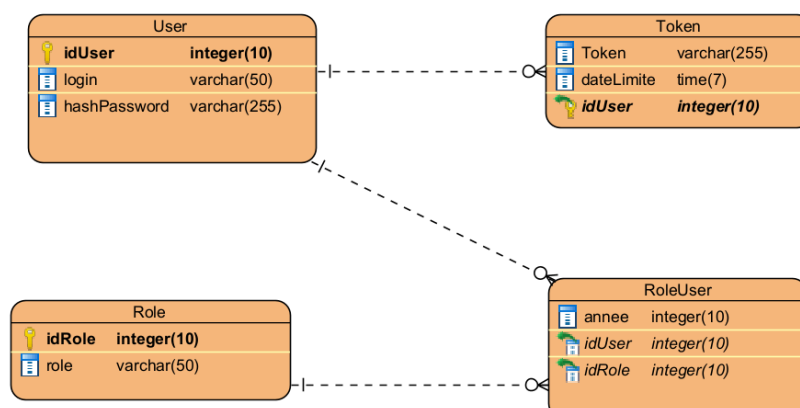 User
idUser integer(10)
login varchar(50)
hashPassword varchar(255)
Token
Token varchar(255)
dateLimite time(7)
idUser integer(10)
Role
idRole integer(10)
role varchar(50)
RoleUser
annee integer(10)
idUser integer(10)
idRole integer(10)